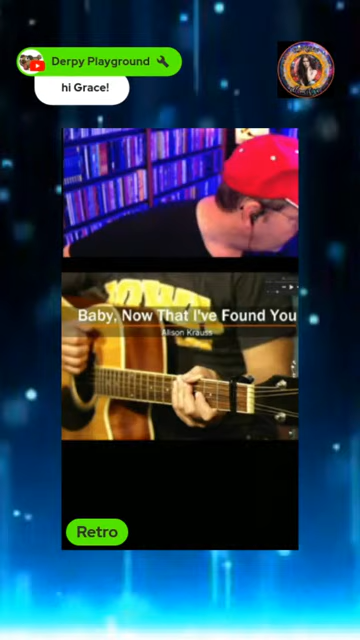 Derpy Playground
hi Grace!
Baby, Now That I've Found You
Alison Krauss
Retro